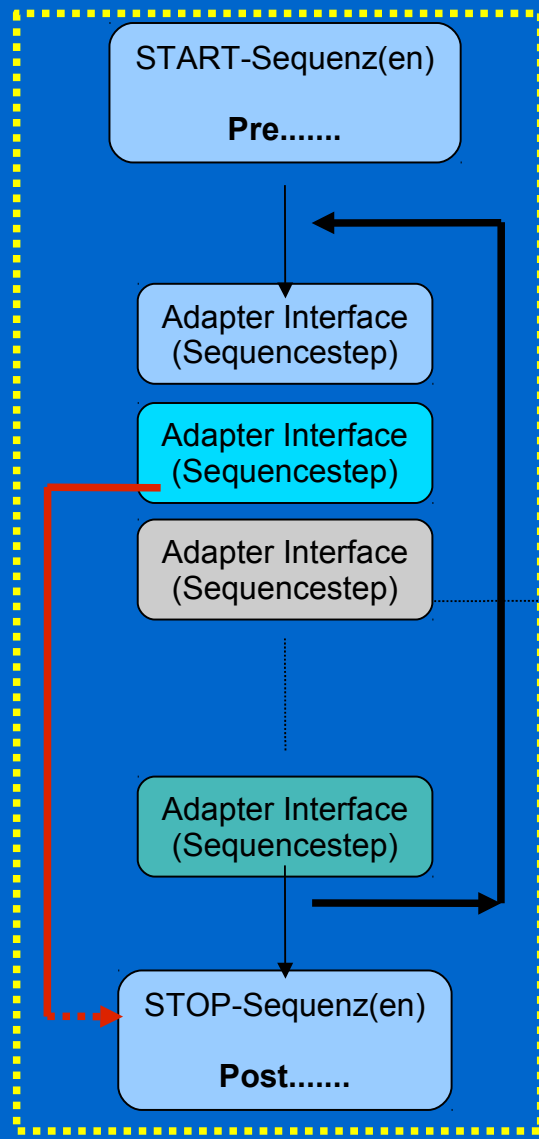 START-Sequenz(en)
Pre.......
Adapter Interface
(Sequencestep)
Adapter Interface
(Sequencestep)
Adapter Interface
(Sequencestep)
Adapter Interface
(Sequencestep)
STOP-Sequenz(en)
Post.......